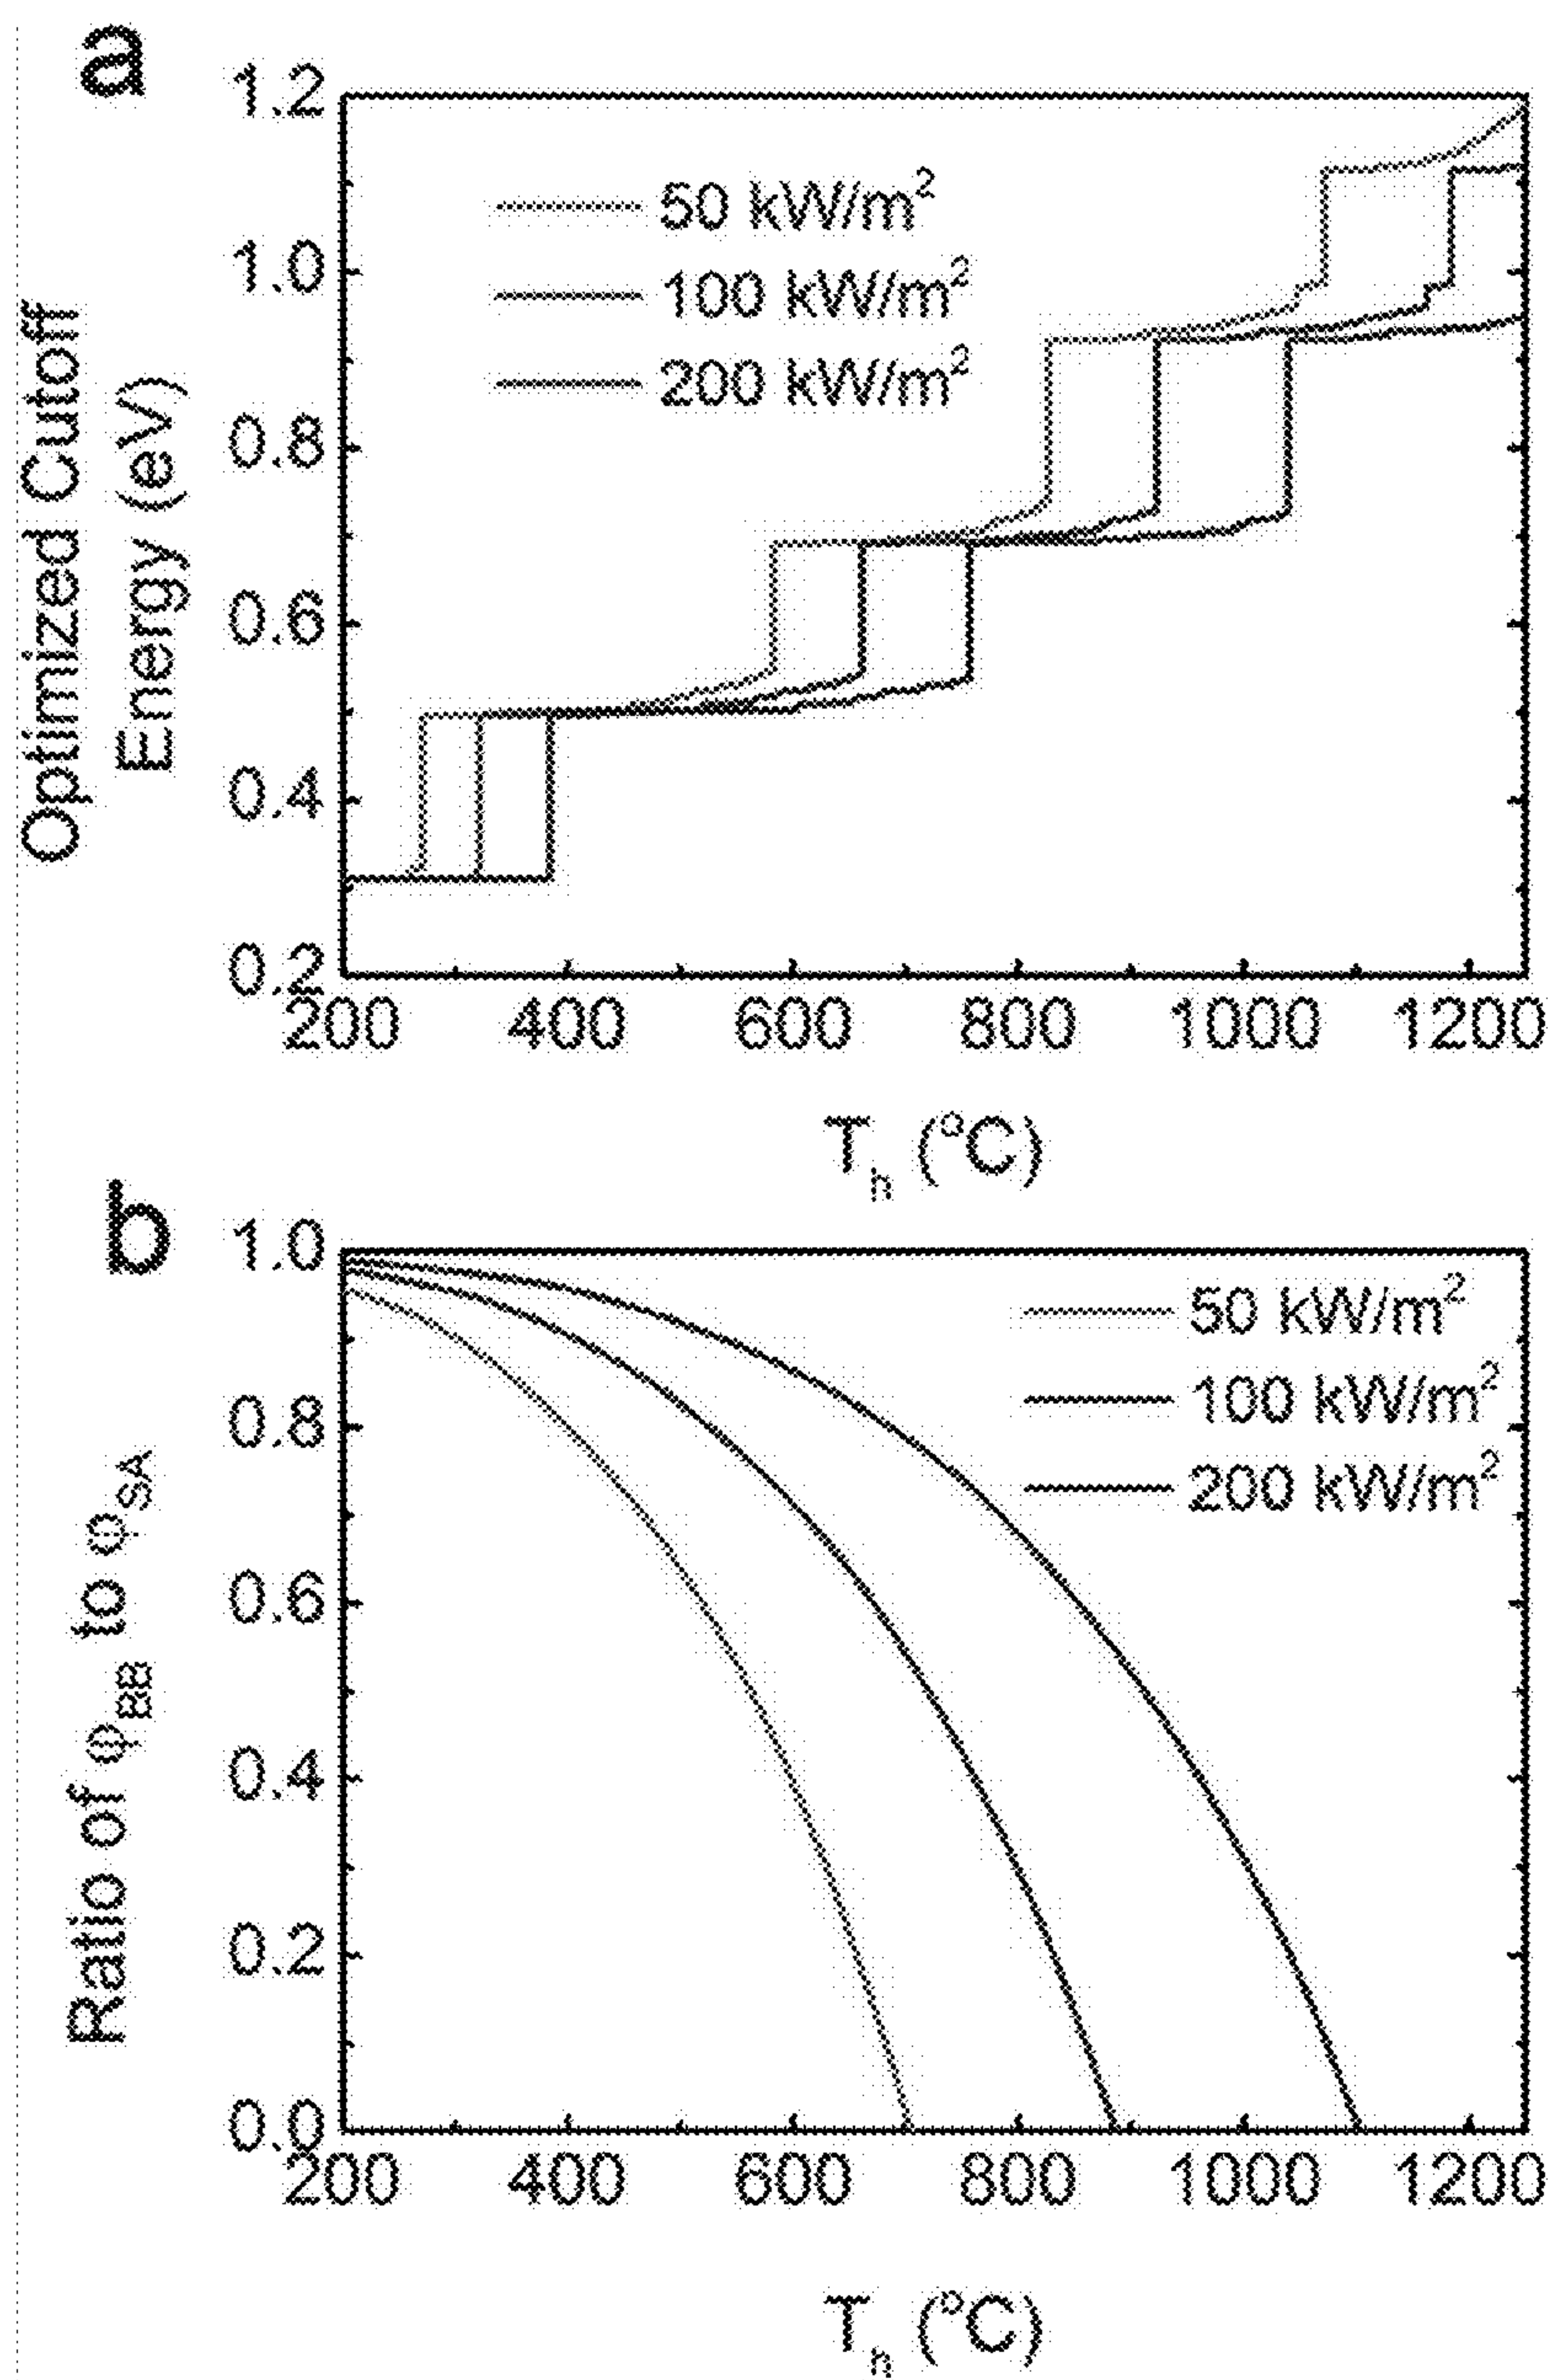 a
Optimized Cutoff
Energy (eV)
1.2
1.0
0.8
0.6
0.4
0.2
50 kW/m²
100 kW/m²
200 kW/m²
200 400 600 800 1000 1200
Tₕ (°C)
b
Ratio of φ_BB to φ_SA
1.0
0.8
0.6
0.4
0.2
0.0
50 kW/m²
100 kW/m²
200 kW/m²
200 400 600 800 1000 1200
Tₕ (°C)